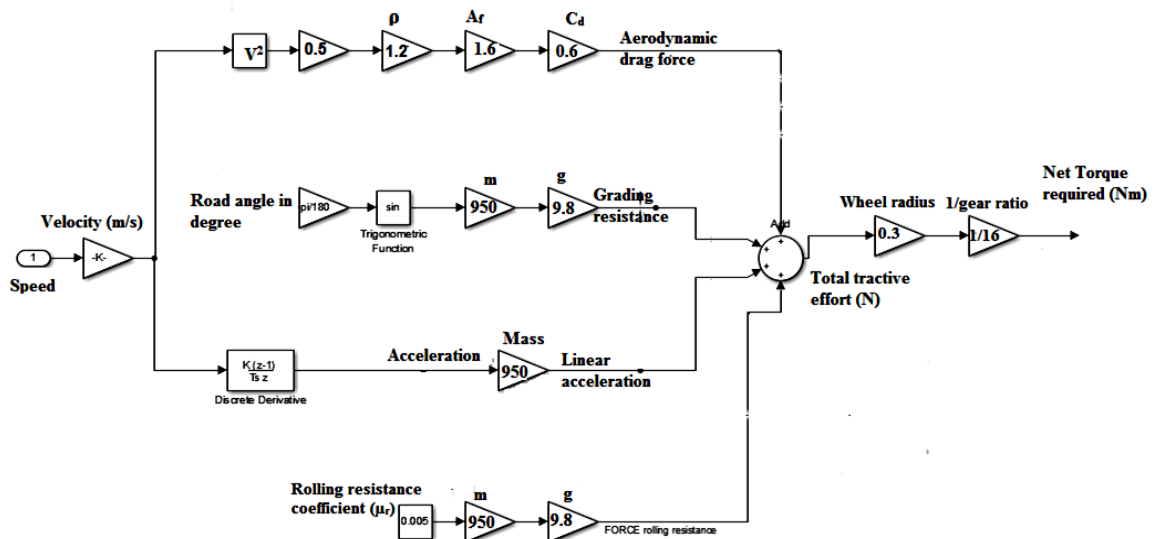 ρ
A_f
C_d
V²
0.5
1.2
1.6
0.6
Aerodynamic
drag force
Road angle in
degree
pi/180
sin
Trigonometric
Function
m
950
g
9.8
Grading
resistance
Velocity (m/s)
1
Speed
-K-
Add
Wheel radius
0.3
1/gear ratio
1/16
Net Torque
required (Nm)
Total tractive
effort (N)
K (z-1)
Ts z
Discrete Derivative
Acceleration
Mass
950
Linear
acceleration
Rolling resistance
coefficient (μ_r)
0.005
m
950
g
9.8
FORCE rolling resistance